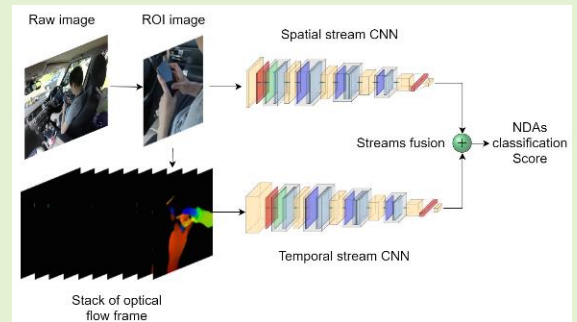 Raw image
ROI image
Spatial stream CNN
Streams fusion
NDAs
classification
Score
Temporal stream CNN
Stack of optical
flow frame